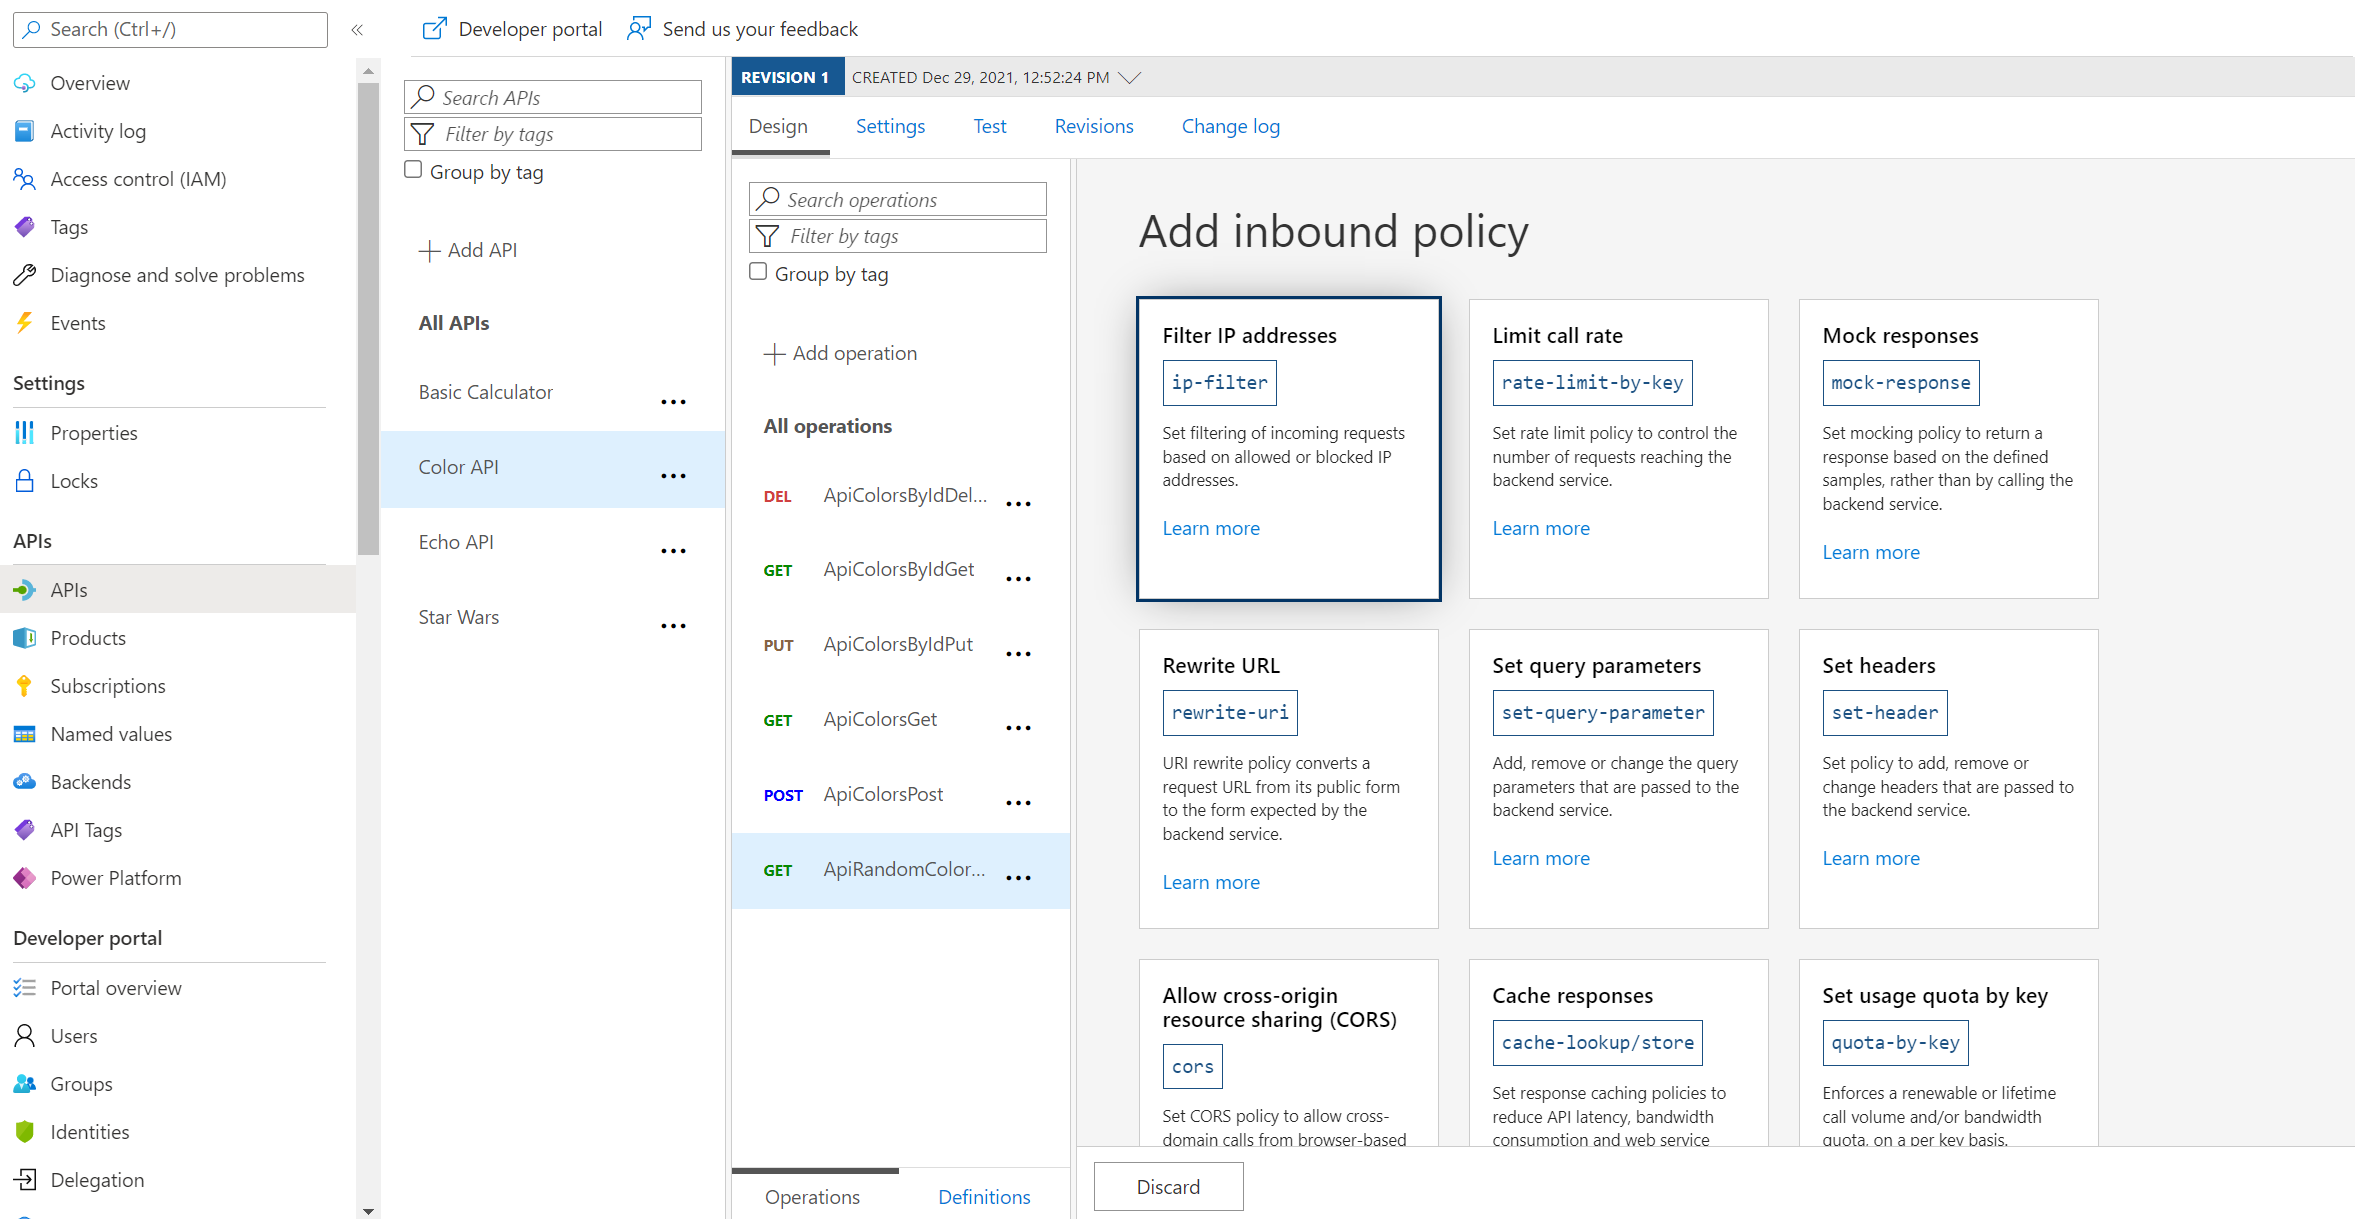 Search (Ctrl+/)
«
Developer portal
Send us your feedback
Overview
Activity log
Access control (IAM)
Tags
Diagnose and solve problems
Events
Settings
Properties
Locks
APIs
APIs
Products
Subscriptions
Named values
Backends
API Tags
Power Platform
Developer portal
Portal overview
Users
Groups
Identities
Delegation
Search APIs
Filter by tags
Group by tag
+ Add API
All APIs
Basic Calculator ...
Color API ...
Echo API ...
Star Wars ...
REVISION 1 CREATED Dec 29, 2021, 12:52:24 PM
Design Settings Test Revisions Change log
Search operations
Filter by tags
Group by tag
+ Add operation
All operations
DEL ApiColorsByIdDel... ...
GET ApiColorsByIdGet ...
PUT ApiColorsByIdPut ...
GET ApiColorsGet ...
POST ApiColorsPost ...
GET ApiRandomColor... ...
Operations Definitions
Add inbound policy
Filter IP addresses
ip-filter
Set filtering of incoming requests
based on allowed or blocked IP
addresses.
Learn more
Limit call rate
rate-limit-by-key
Set rate limit policy to control the
number of requests reaching the
backend service.
Learn more
Mock responses
mock-response
Set mocking policy to return a
response based on the defined
samples, rather than by calling the
backend service.
Learn more
Rewrite URL
rewrite-uri
URI rewrite policy converts a
request URL from its public form
to the form expected by the
backend service.
Learn more
Set query parameters
set-query-parameter
Add, remove or change the query
parameters that are passed to the
backend service.
Learn more
Set headers
set-header
Set policy to add, remove or
change headers that are passed to
the backend service.
Learn more
Allow cross-origin
resource sharing (CORS)
cors
Set CORS policy to allow cross-
domain calls from browser-based
Cache responses
cache-lookup/store
Set response caching policies to
reduce API latency, bandwidth
consumption and web service
Set usage quota by key
quota-by-key
Enforces a renewable or lifetime
call volume and/or bandwidth
quota, on a per key basis.
Discard